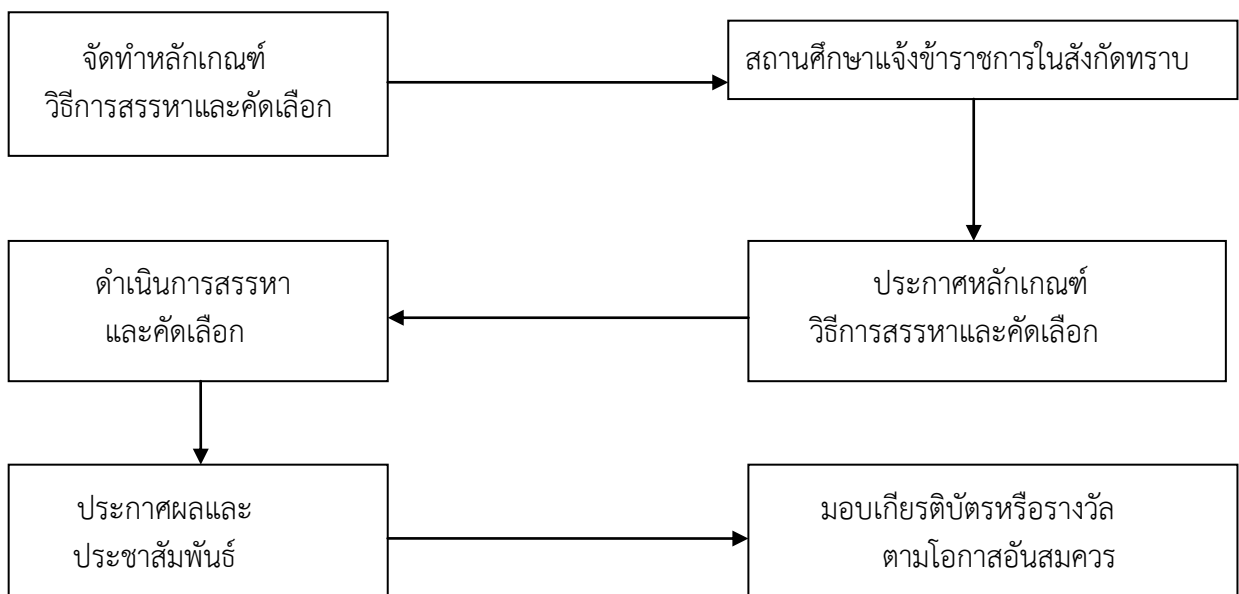 จัดทำหลักเกณฑ์
วิธีการสรรหาและคัดเลือก
สถานศึกษาแจ้งข้าราชการในสังกัดทราบ
ประกาศหลักเกณฑ์
วิธีการสรรหาและคัดเลือก
ดำเนินการสรรหา
และคัดเลือก
ประกาศผลและ
ประชาสัมพันธ์
มอบเกียรติบัตรหรือรางวัล
ตามโอกาสอันสมควร